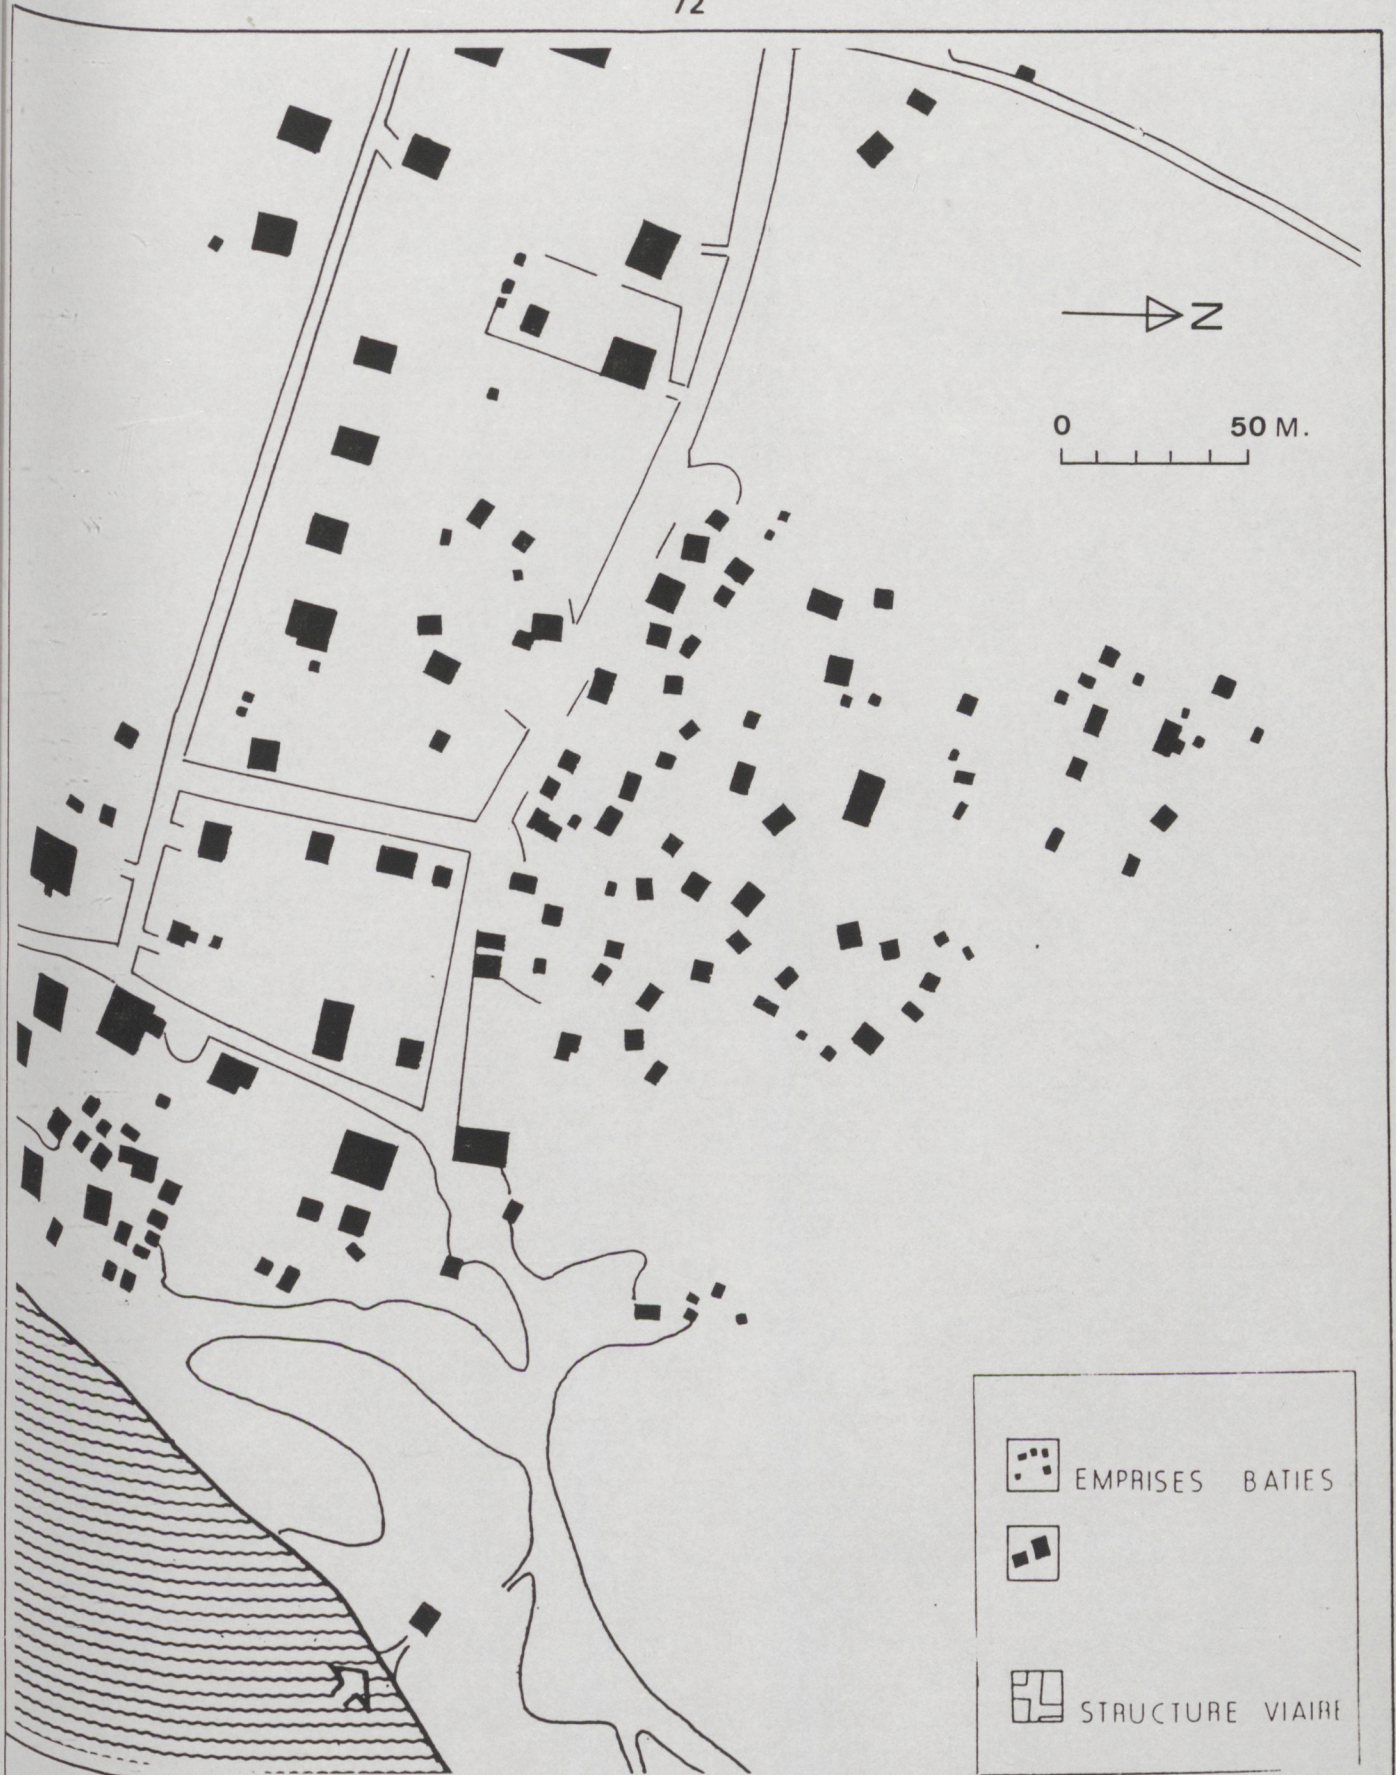 72
N
0 50 M.
EMPRISES BATIES
STRUCTURE VIAIRE